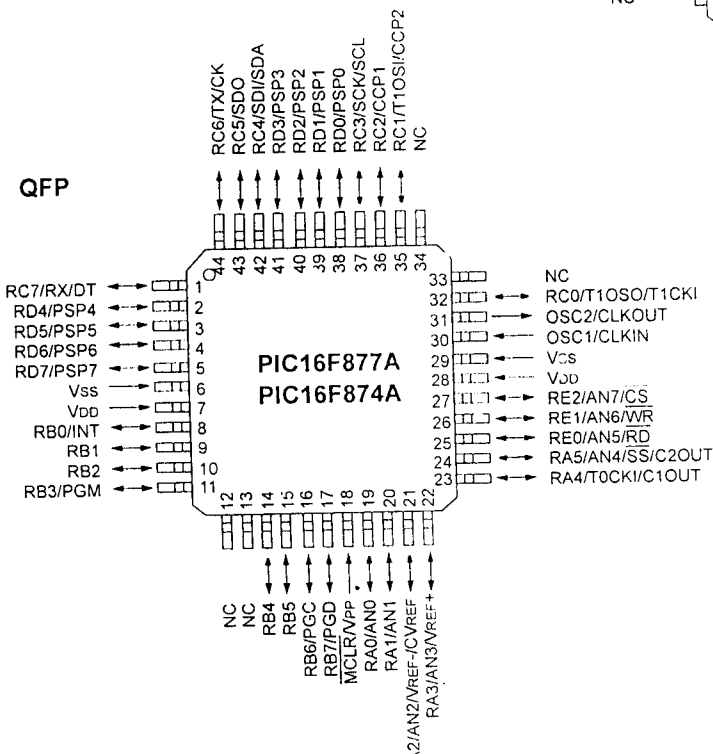 NC
QFP
RC6/TX/CK
RC5/SDO
RC4/SDI/SDA
RD3/PSP3
RD2/PSP2
RD1/PSP1
RD0/PSP0
RC3/SCK/SCL
RC2/CCP1
RC1/T1OSI/CCP2
NC
44
43
42
41
40
39
38
37
36
35
34
RC7/RX/DT 1
RD4/PSP4 2
RD5/PSP5 3
RD6/PSP6 4
RD7/PSP7 5
VSS 6
VDD 7
RB0/INT 8
RB1 9
RB2 10
RB3/PGM 11
PIC16F877A
PIC16F874A
33 NC
32 RC0/T1OSO/T1CKI
31 OSC2/CLKOUT
30 OSC1/CLKIN
29 VSS
28 VDD
27 RE2/AN7/CS
26 RE1/AN6/WR
25 RE0/AN5/RD
24 RA5/AN4/SS/C2OUT
23 RA4/T0CKI/C1OUT
12
13
14
15
16
17
18
19
20
21
22
NC
NC
RB4
RB5
RB6/PGC
RB7/PGD
MCLR/VPP
RA0/AN0
RA1/AN1
A2/AN2/VREF-/CVREF
RA3/AN3/VREF+